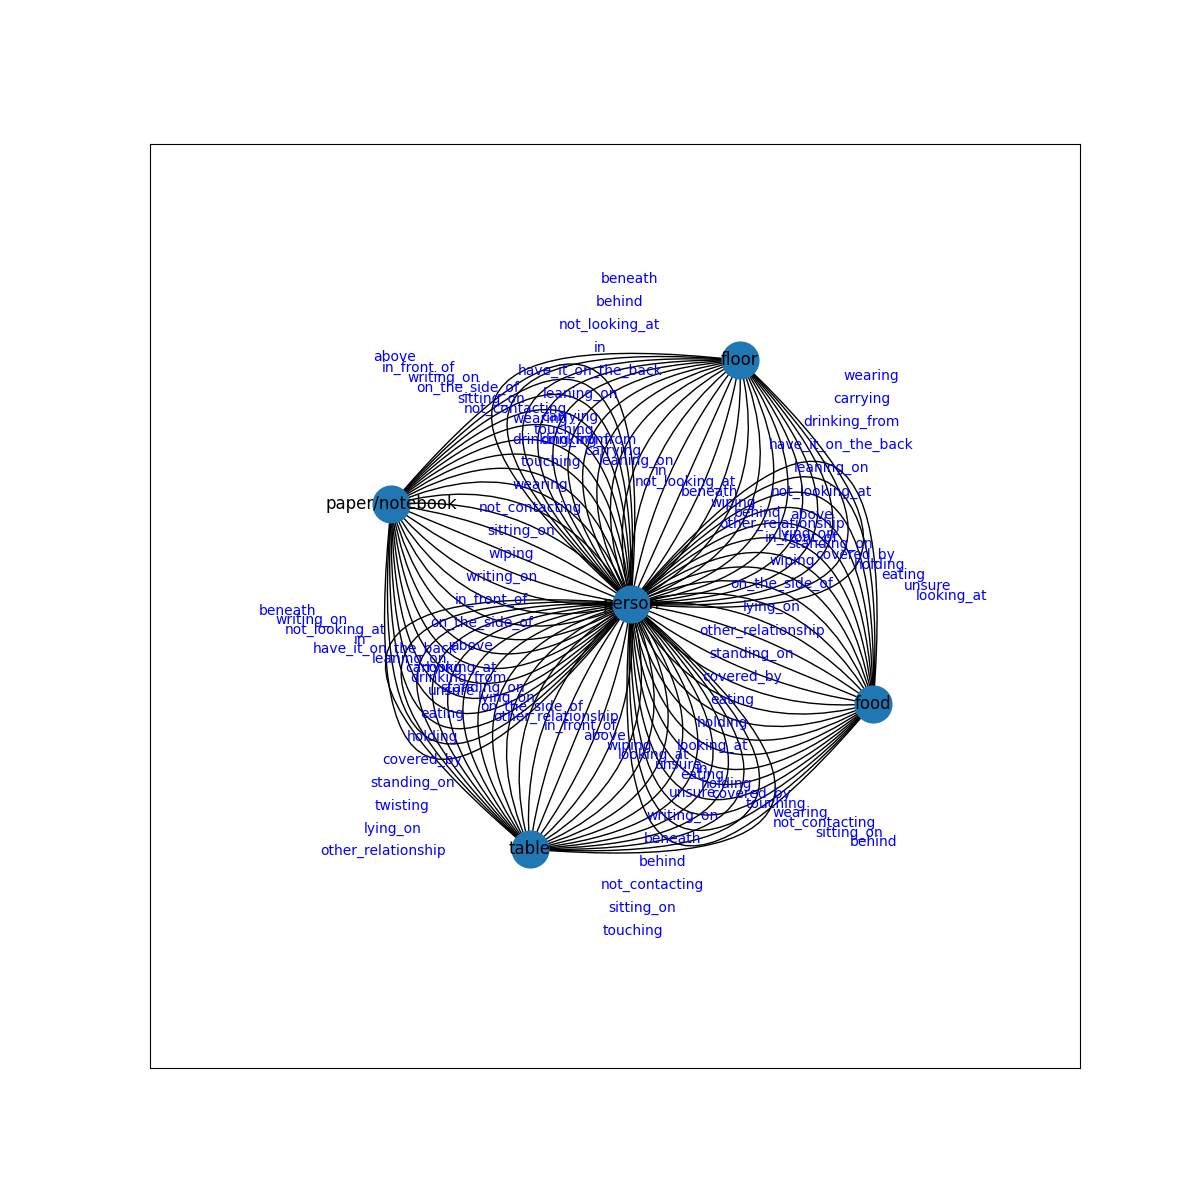 beneath
behind
not_looking_at
in
above
floor
in_front_of
have_it_on_the_back
wearing
writing_on
on_the_side_of
leaning_on
sitting_on
carrying
not_contacting
wearing
carrying
drinking_from
touching
drinking_from
drinking_from
have_it_on_the_back
carrying
touching
leaning_on
leaning_on
in
not_looking_at
wearing
beneath
not_looking_at
paper/notebook
wiping
not_contacting
behind
above
other_relationship
sitting_on
lying_on
in_front_of
standing_on
wiping
covered_by
wiping
holding
writing_on
eating
on_the_side_of
unsure
in_front_of
looking_at
person
beneath
lying_on
writing_on
on_the_side_of
not_looking_at
other_relationship
in
above
have_it_on_the_back
standing_on
leaning_on
carrying
looking_at
covered_by
drinking_from
standing_on
unsure
lying_on
eating
food
on_the_side_of
eating
other_relationship
holding
in_front_of
holding
above
wiping
looking_at
looking_at
covered_by
unsure
in
eating
standing_on
holding
unsure
covered_by
twisting
touching
wearing
writing_on
not_contacting
lying_on
sitting_on
beneath
behind
table
other_relationship
behind
not_contacting
sitting_on
touching